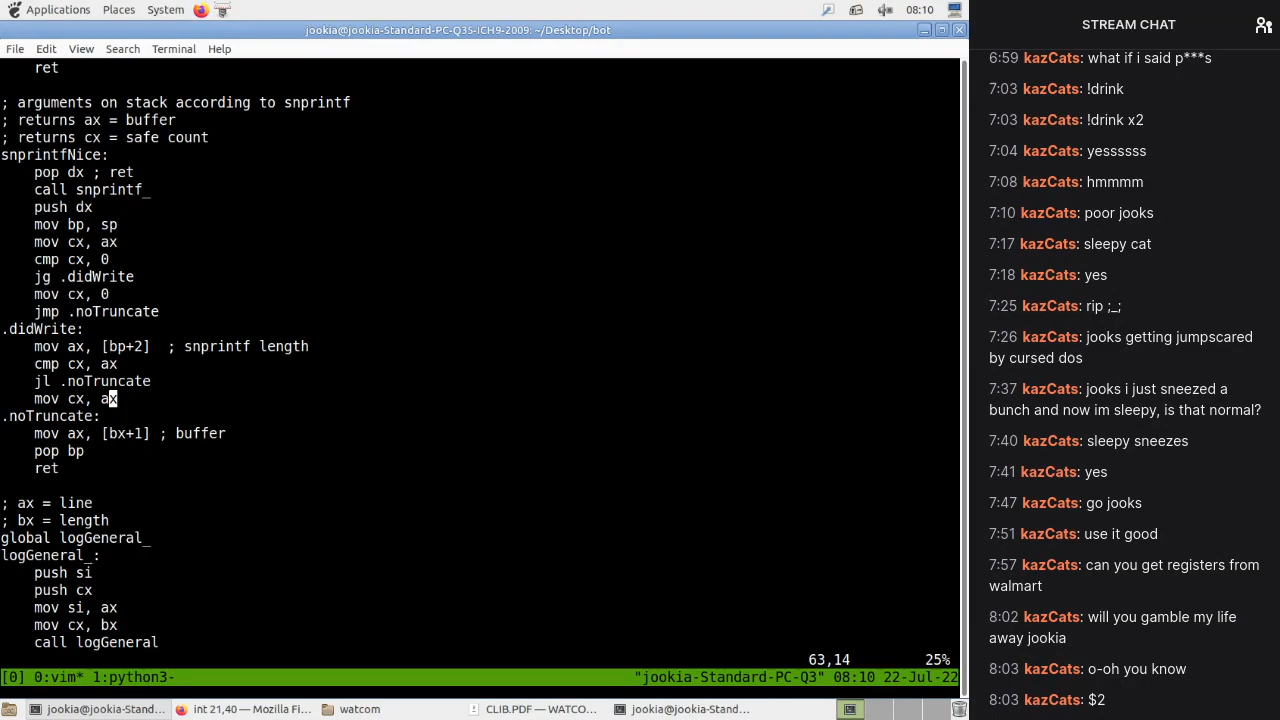 Applications Places System 08:10
jookia@jookia-Standard-PC-Q35-ICH9-2009: ~/Desktop/bot
File Edit View Search Terminal Help
ret
; arguments on stack according to snprintf
; returns ax = buffer
; returns cx = safe count
snprintfNice:
pop dx ; ret
call snprintf_
push dx
mov bp, sp
mov cx, ax
cmp cx, 0
jg .didWrite
mov cx, 0
jmp .noTruncate
.didWrite:
mov ax, [bp+2] ; snprintf length
cmp cx, ax
jl .noTruncate
mov cx, ax
.noTruncate:
mov ax, [bx+1] ; buffer
pop bp
ret
; ax = line
; bx = length
global logGeneral_
logGeneral_:
push si
push cx
mov si, ax
mov cx, bx
call logGeneral
63,14 25%
[0] 0:vim* 1:python3- "jookia-Standard-PC-Q3" 08:10 22-Jul-22
jookia@jookia-Stand... int 21,40 — Mozilla Fi... watcom CLIB.PDF — WATCO... jookia@jookia-Stand...
STREAM CHAT
6:59 kazCats: what if i said p***s
7:03 kazCats: !drink
7:03 kazCats: !drink x2
7:04 kazCats: yessssss
7:08 kazCats: hmmmm
7:10 kazCats: poor jooks
7:17 kazCats: sleepy cat
7:18 kazCats: yes
7:25 kazCats: rip ;_;
7:26 kazCats: jooks getting jumpscared
by cursed dos
7:37 kazCats: jooks i just sneezed a
bunch and now im sleepy, is that normal?
7:40 kazCats: sleepy sneezes
7:41 kazCats: yes
7:47 kazCats: go jooks
7:51 kazCats: use it good
7:57 kazCats: can you get registers from
walmart
8:02 kazCats: will you gamble my life
away jookia
8:03 kazCats: o-oh you know
8:03 kazCats: $2